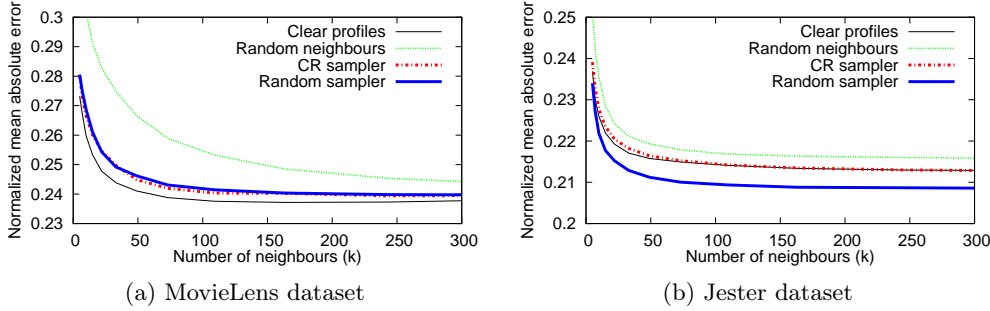 Normalized mean absolute error
0.3
0.29
0.28
0.27
0.26
0.25
0.24
0.23
0
50
100
150
200
250
300
Number of neighbours (k)
Clear profiles
Random neighbours
CR sampler
Random sampler
(a) MovieLens dataset
Normalized mean absolute error
0.25
0.24
0.23
0.22
0.21
0.2
0
50
100
150
200
250
300
Number of neighbours (k)
Clear profiles
Random neighbours
CR sampler
Random sampler
(b) Jester dataset